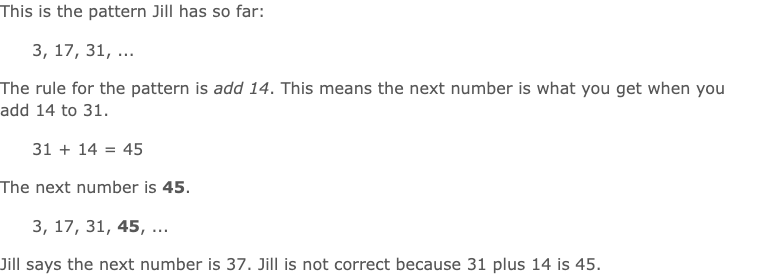 This is the pattern Jill has so far:
3, 17, 31, ...
The rule for the pattern is add 14. This means the next number is what you get when you
add 14 to 31.
31 + 14 = 45
The next number is 45.
3, 17, 31, 45, ...
Jill says the next number is 37. Jill is not correct because 31 plus 14 is 45.